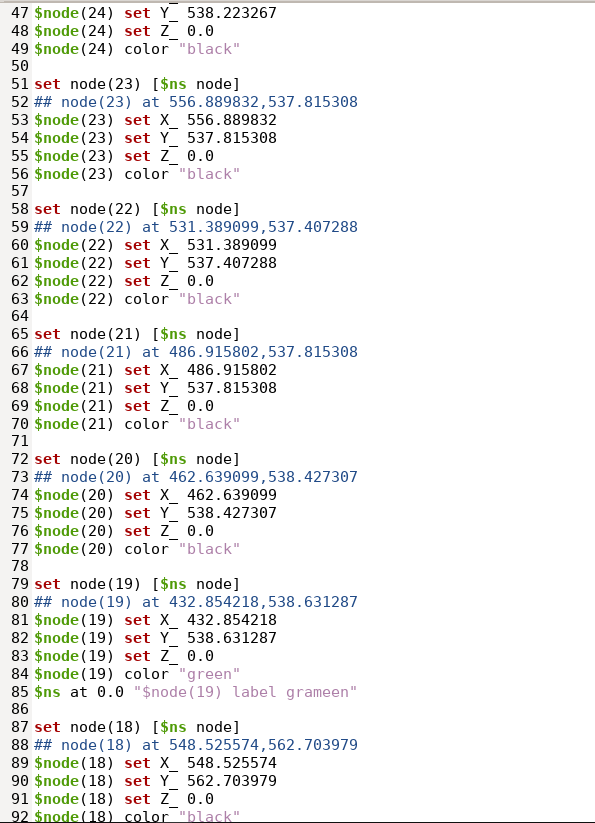 47 $node(24) set Y_ 538.223267
48 $node(24) set Z_ 0.0
49 $node(24) color "black"
50
51 set node(23) [$ns node]
52 ## node(23) at 556.889832,537.815308
53 $node(23) set X_ 556.889832
54 $node(23) set Y_ 537.815308
55 $node(23) set Z_ 0.0
56 $node(23) color "black"
57
58 set node(22) [$ns node]
59 ## node(22) at 531.389099,537.407288
60 $node(22) set X_ 531.389099
61 $node(22) set Y_ 537.407288
62 $node(22) set Z_ 0.0
63 $node(22) color "black"
64
65 set node(21) [$ns node]
66 ## node(21) at 486.915802,537.815308
67 $node(21) set X_ 486.915802
68 $node(21) set Y_ 537.815308
69 $node(21) set Z_ 0.0
70 $node(21) color "black"
71
72 set node(20) [$ns node]
73 ## node(20) at 462.639099,538.427307
74 $node(20) set X_ 462.639099
75 $node(20) set Y_ 538.427307
76 $node(20) set Z_ 0.0
77 $node(20) color "black"
78
79 set node(19) [$ns node]
80 ## node(19) at 432.854218,538.631287
81 $node(19) set X_ 432.854218
82 $node(19) set Y_ 538.631287
83 $node(19) set Z_ 0.0
84 $node(19) color "green"
85 $ns at 0.0 "$node(19) label grameen"
86
87 set node(18) [$ns node]
88 ## node(18) at 548.525574,562.703979
89 $node(18) set X_ 548.525574
90 $node(18) set Y_ 562.703979
91 $node(18) set Z_ 0.0
92 $node(18) color "black"